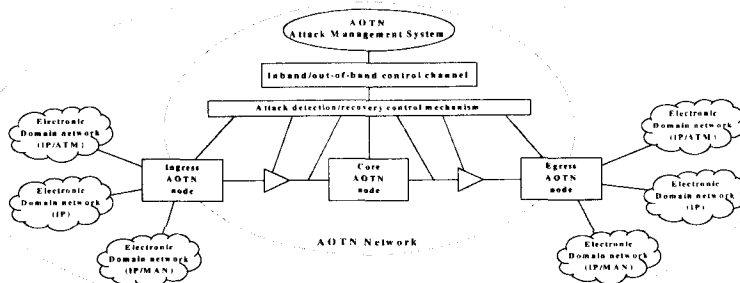 AOTN
Attack Management System
Inband/out-of-band control channel
Attack detection/recovery control mechanism
Electronic
Domain network
(IP/ATM)
Electronic
Domain network
(IP)
Electronic
Domain network
(IP/MAN)
Ingress
AOTN
node
Core
AOTN
node
Egress
AOTN
node
Electronic
Domain network
(IP/ATM)
Electronic
Domain network
(IP)
Electronic
Domain network
(IP/MAN)
AOTN Network